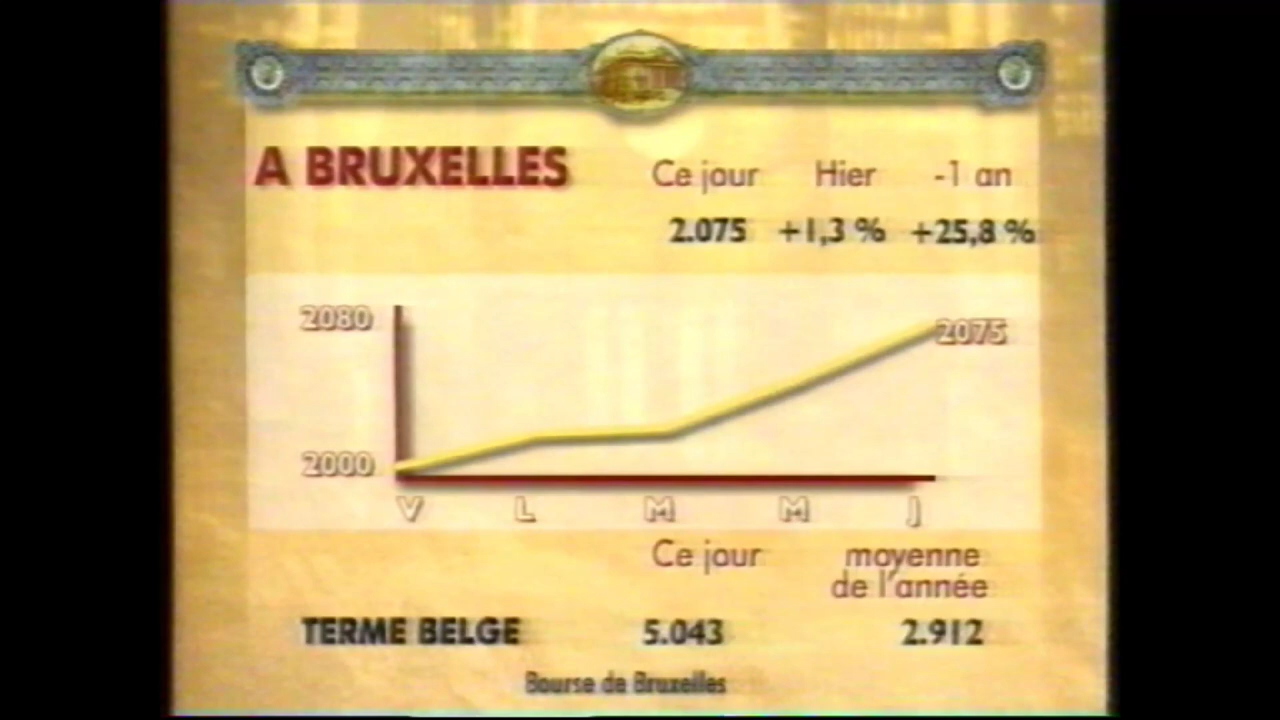 A BRUXELLES Ce jour Hier -1 an
2.075 +1,3 % +25,8 %
2080
2075
2000
V L M M J
Ce jour moyenne
de l'année
TERME BELGE 5.043 2.912
Bourse de Bruxelles